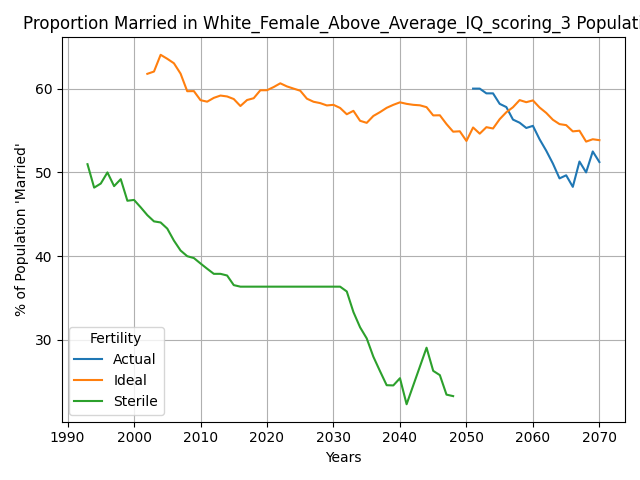 Proportion Married in White_Female_Above_Average_IQ_scoring_3 Populati
% of Population 'Married'
60
50
40
30
Fertility
Actual
Ideal
Sterile
1990 2000 2010 2020 2030 2040 2050 2060 2070
Years